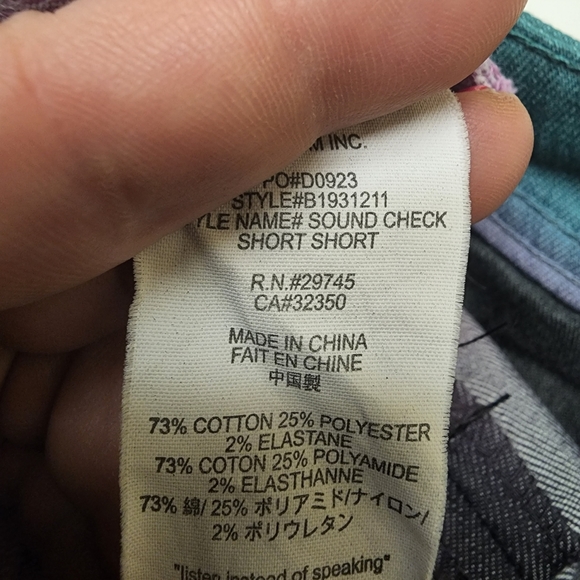 INC.
PO#D0923
STYLE#B1931211
NAME# SOUND CHECK
SHORT SHORT
R.N.#29745
CA#32350
MADE IN CHINA
FAIT EN CHINE
中国製
73% COTTON 25% POLYESTER
2% ELASTANE
73% COTON 25% POLYAMIDE
2% ELASTHANNE
73% 綿/ 25% ポリアミド/ナイロン/
2% ポリウレタン
"listen instead of speaking"